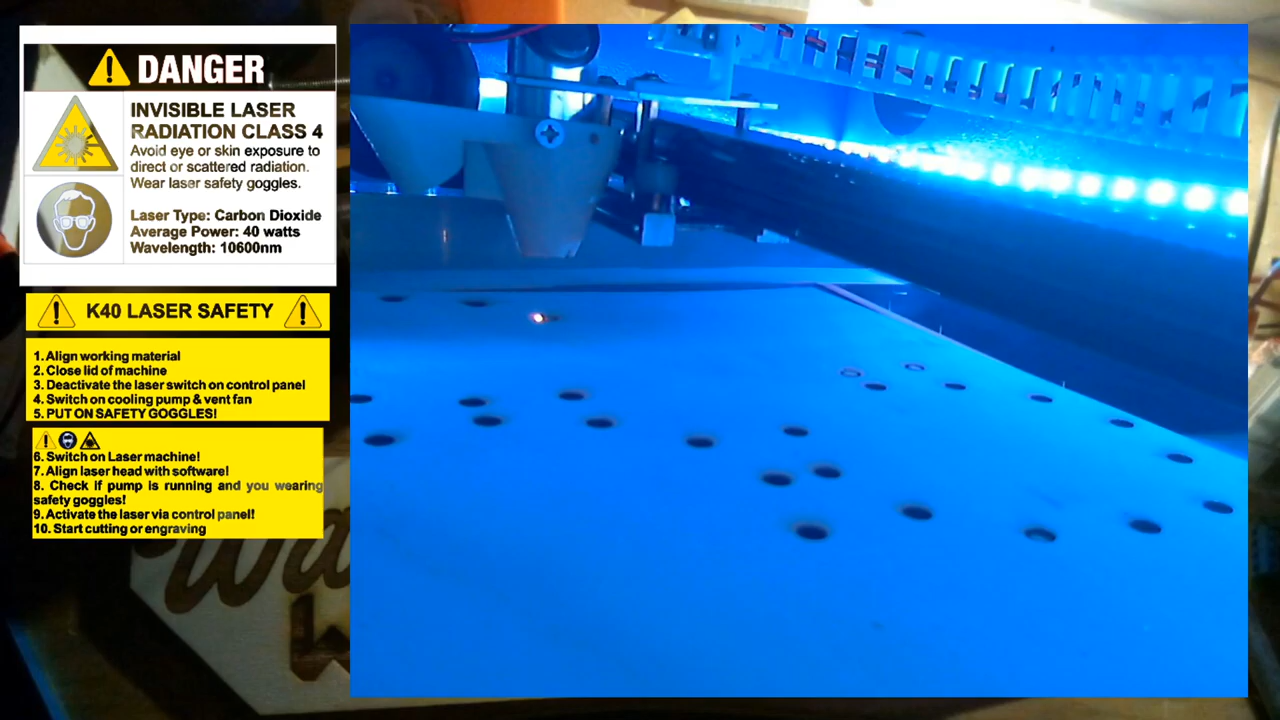 DANGER
INVISIBLE LASER
RADIATION CLASS 4
Avoid eye or skin exposure to
direct or scattered radiation.
Wear laser safety goggles.
Laser Type: Carbon Dioxide
Average Power: 40 watts
Wavelength: 10600nm
K40 LASER SAFETY
1. Align working material
2. Close lid of machine
3. Deactivate the laser switch on control panel
4. Switch on cooling pump & vent fan
5. PUT ON SAFETY GOGGLES!
6. Switch on Laser machine!
7. Align laser head with software!
8. Check if pump is running and you wearing
safety goggles!
9. Activate the laser via control panel!
10. Start cutting or engraving